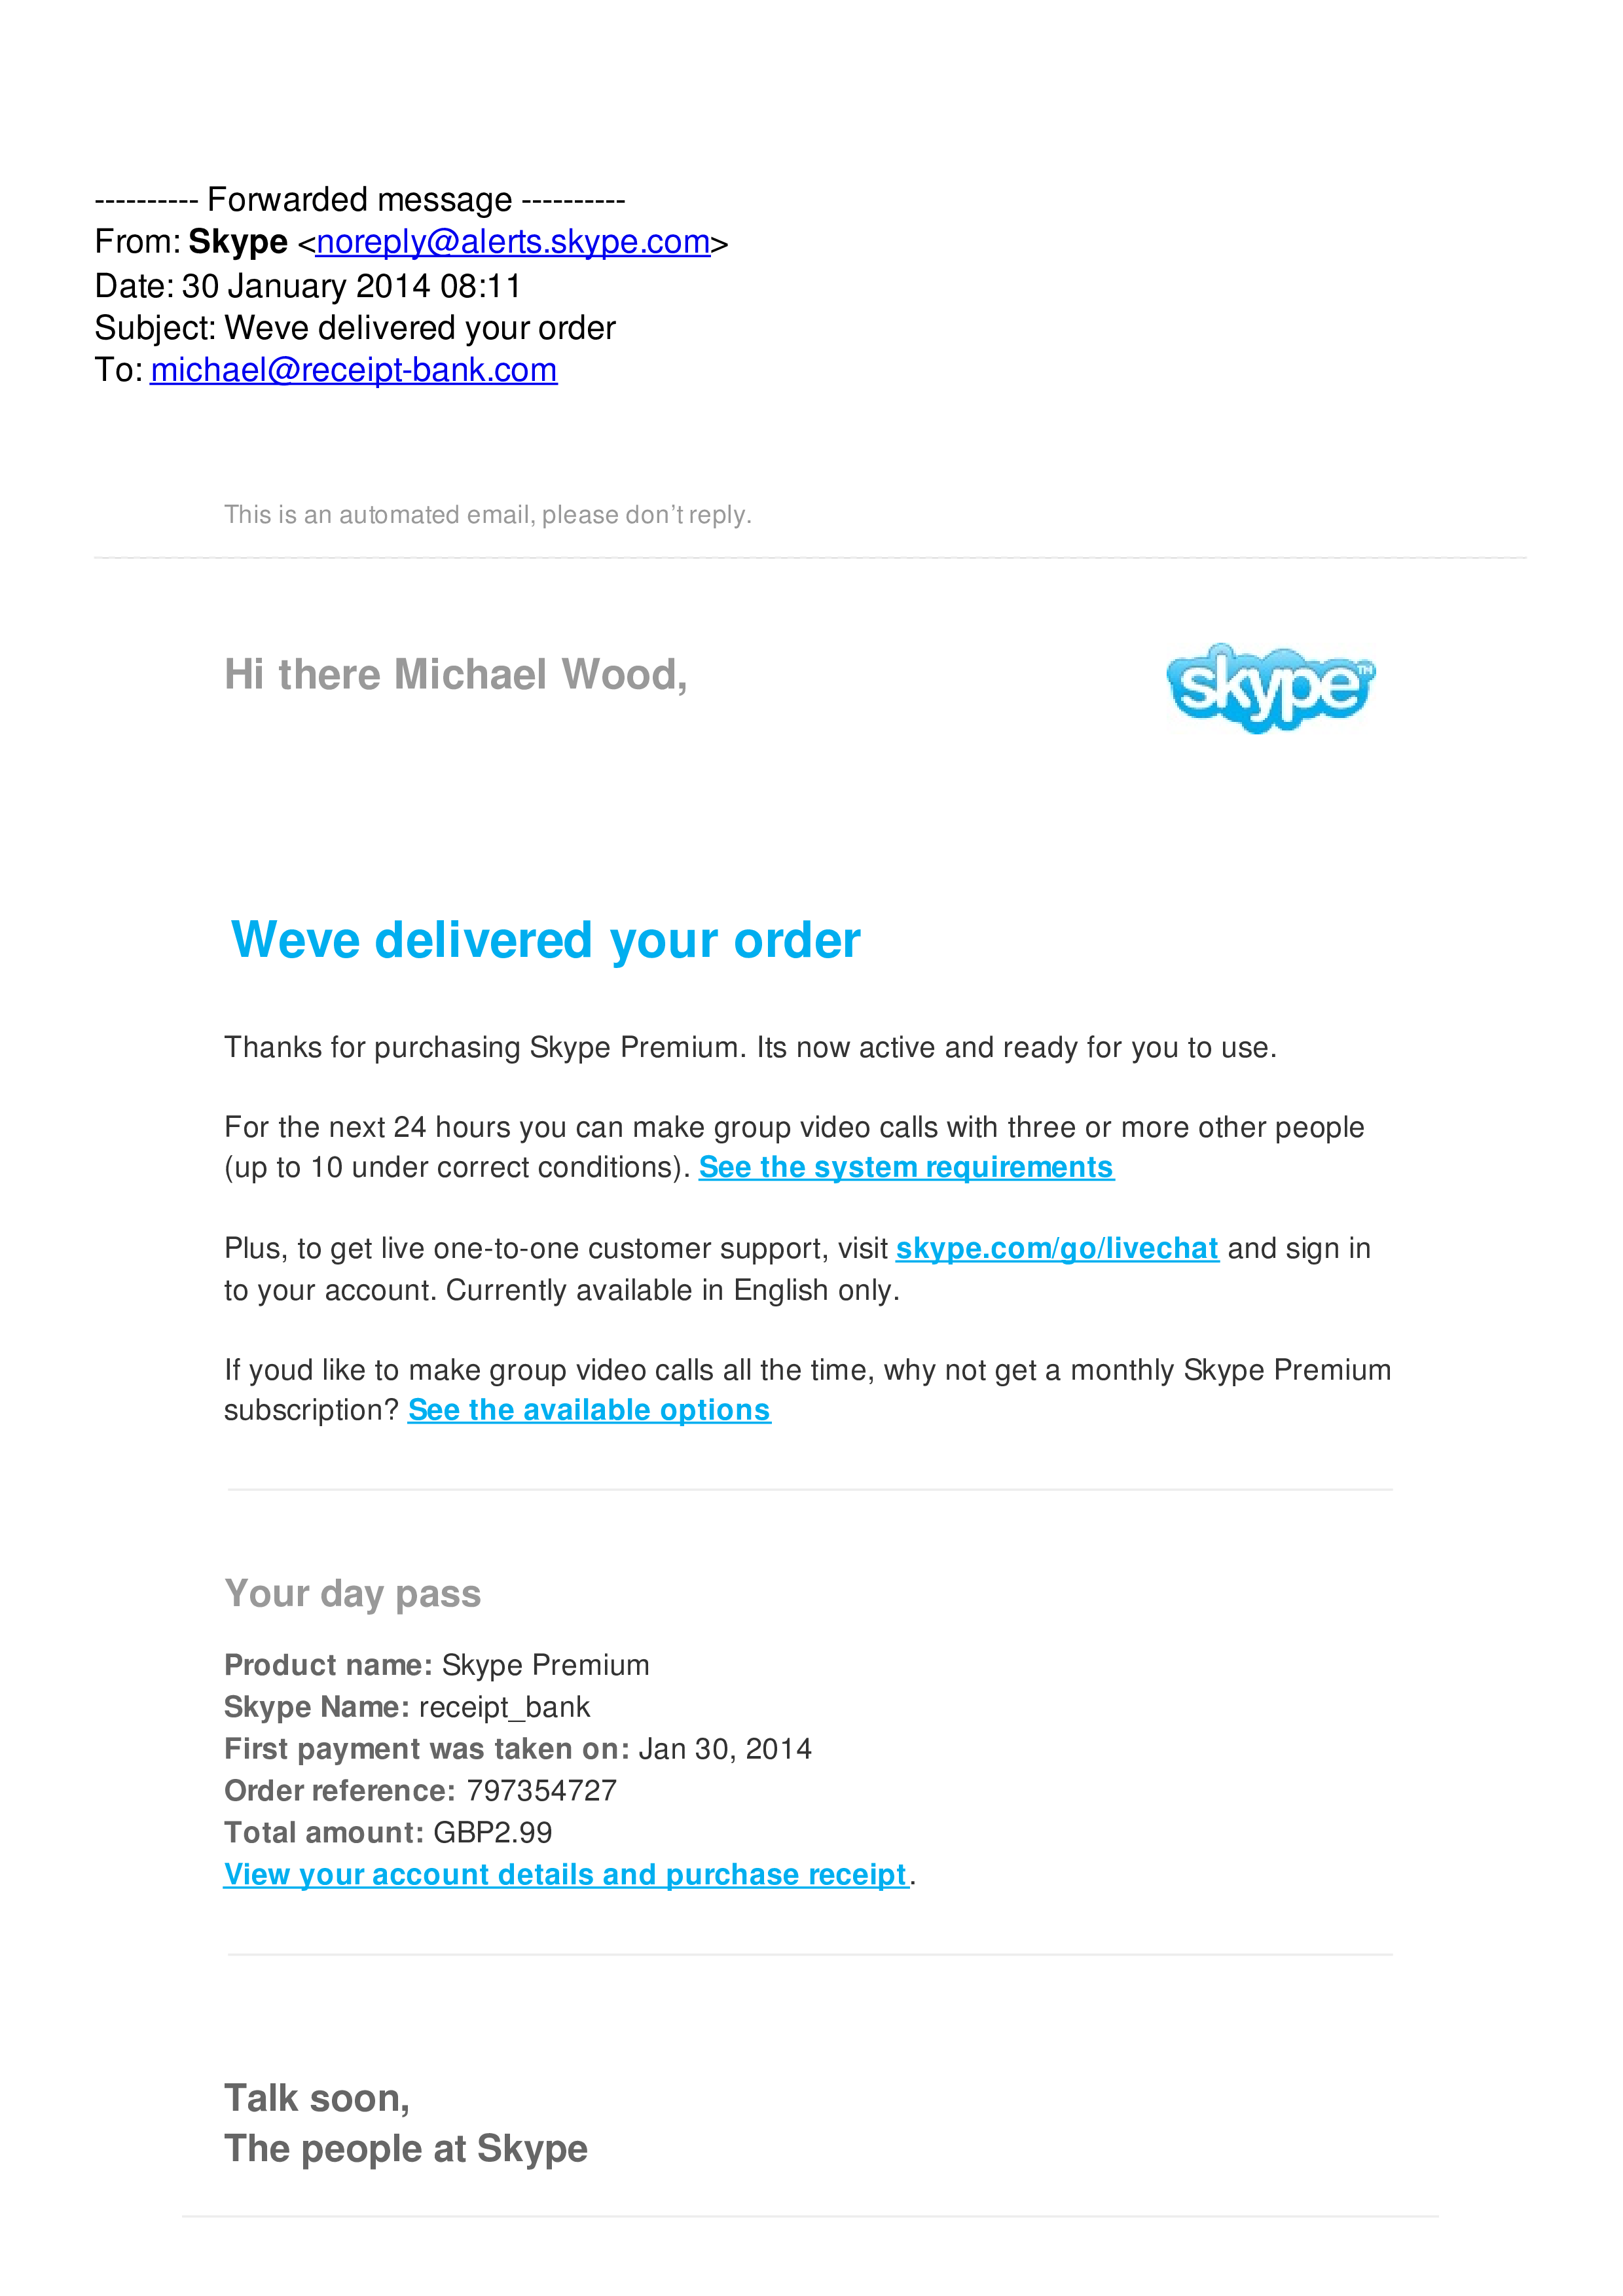 ---------- Forwarded message ----------
From: Skype <noreply@alerts.skype.com>
Date: 30 January 2014 08:11
Subject: Weve delivered your order
To: michael@receipt-bank.com
This is an automated email, please don’t reply.
Hi there Michael Wood,
skype™
Weve delivered your order
Thanks for purchasing Skype Premium. Its now active and ready for you to use.
For the next 24 hours you can make group video calls with three or more other people
(up to 10 under correct conditions). See the system requirements
Plus, to get live one-to-one customer support, visit skype.com/go/livechat and sign in
to your account. Currently available in English only.
If youd like to make group video calls all the time, why not get a monthly Skype Premium
subscription? See the available options
Your day pass
Product name: Skype Premium
Skype Name: receipt_bank
First payment was taken on: Jan 30, 2014
Order reference: 797354727
Total amount: GBP2.99
View your account details and purchase receipt.
Talk soon,
The people at Skype